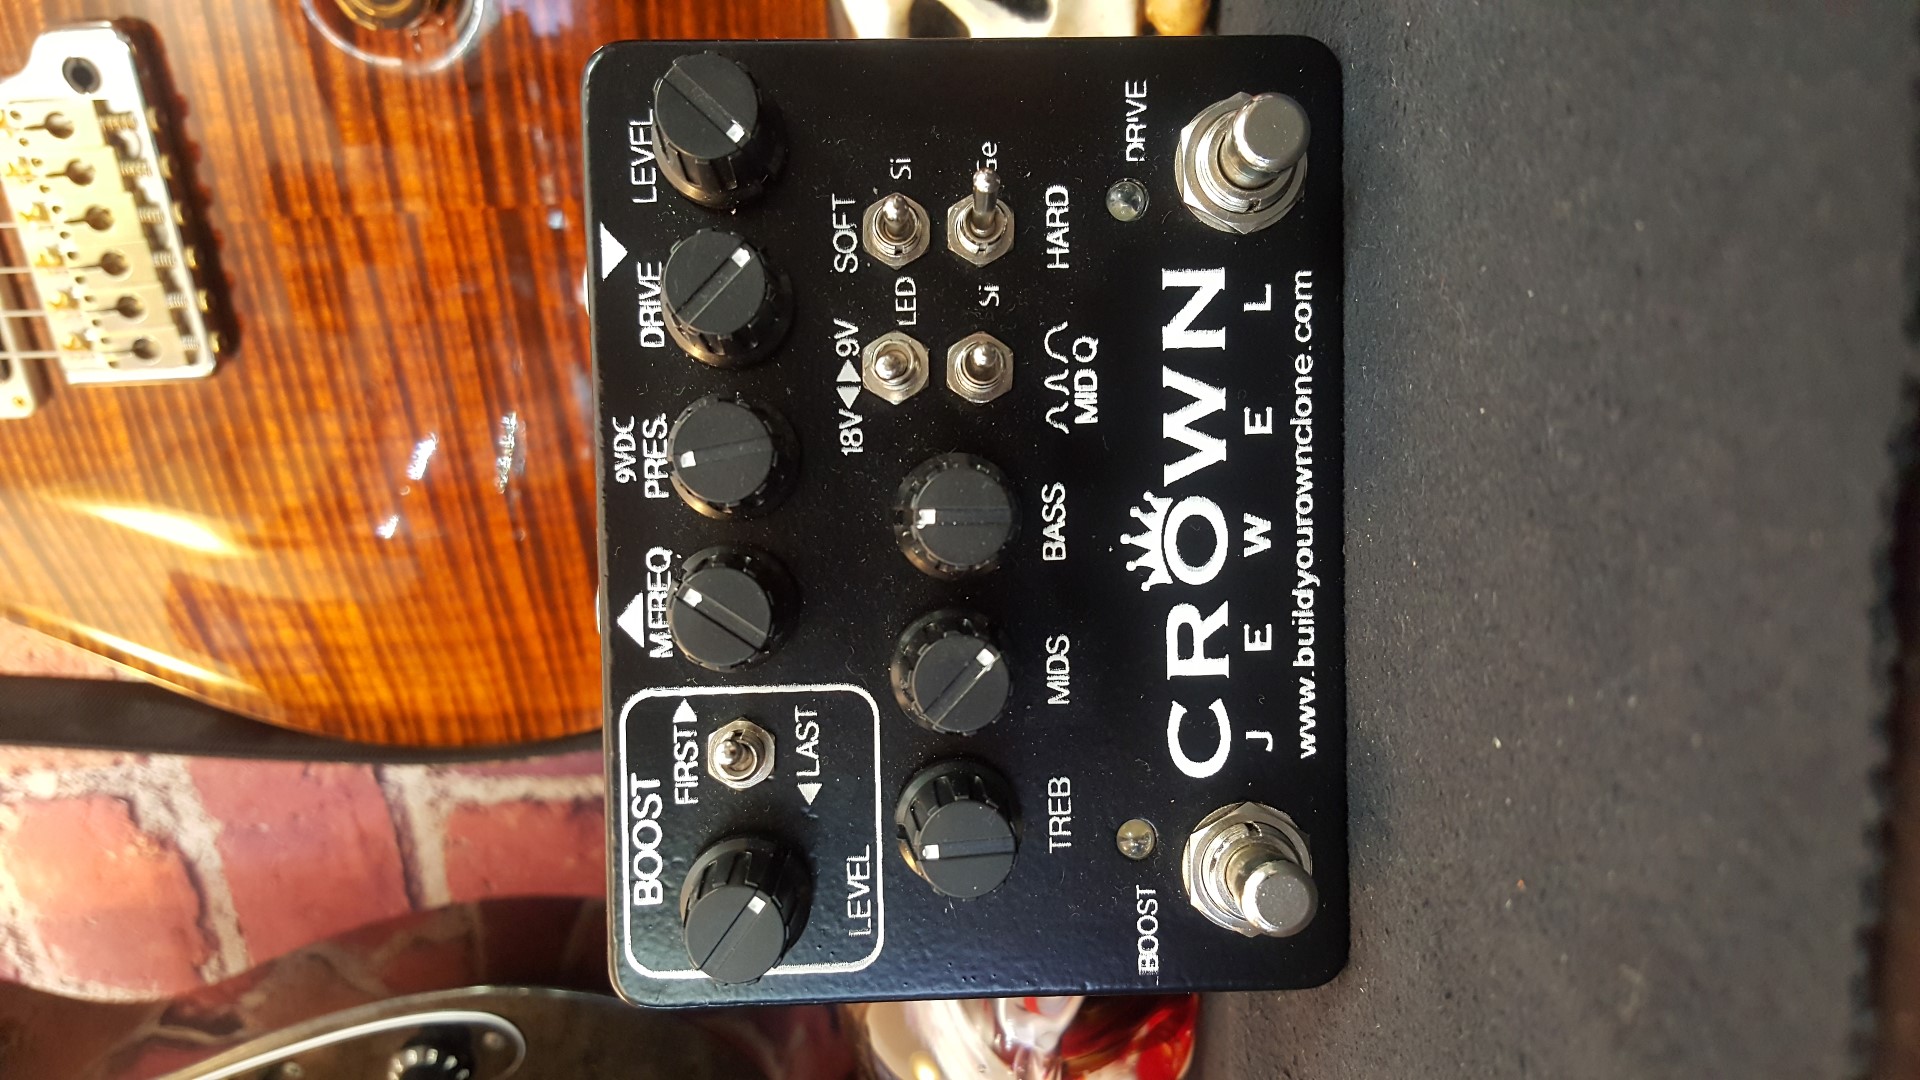 BOOST
FIRST▶
◀LAST
LEVEL
M.FREQ
9VDC
PRES.
DRIVE
LEVEL
18V◀▶9V
SOFT
LED
Si
Si
Ge
TREB
MIDS
BASS
MID Q
HARD
BOOST
DRIVE
CROWN
JEWEL
www.buildyourownclone.com